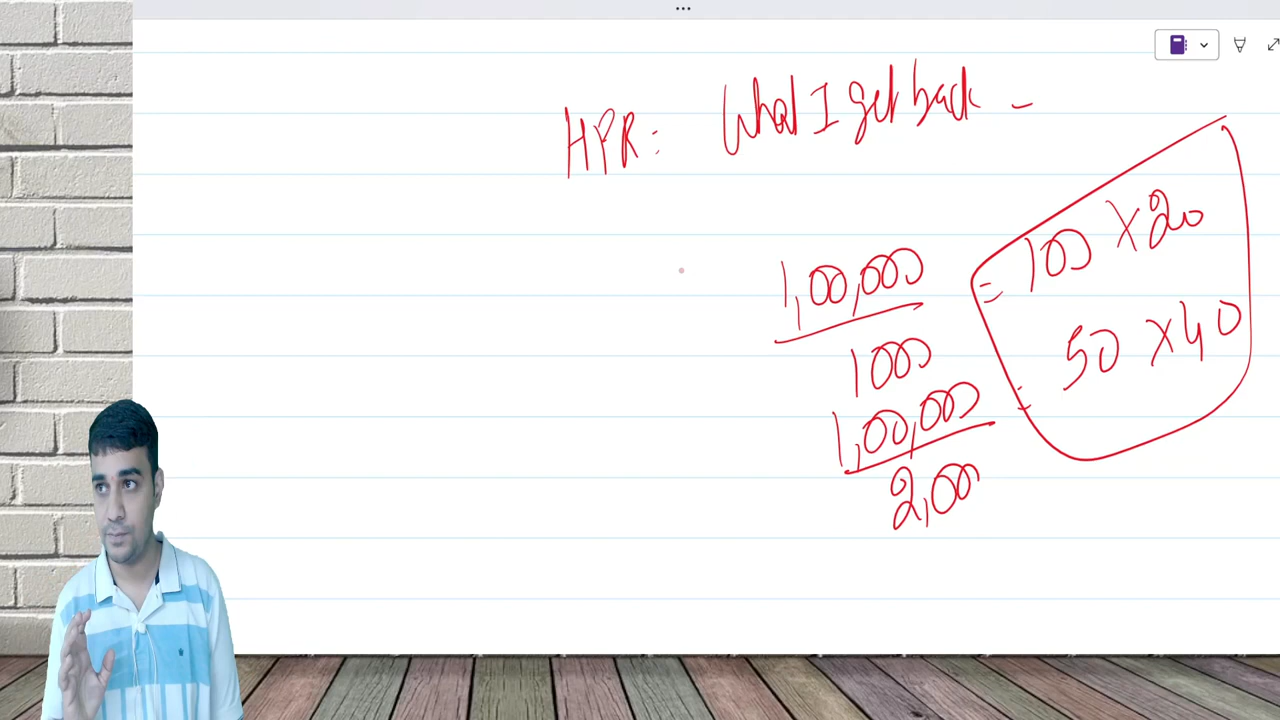 HPR: What I get back -
1,00,000
1000
= 100 × 20
1,00,000
2,000
= 50 × 40